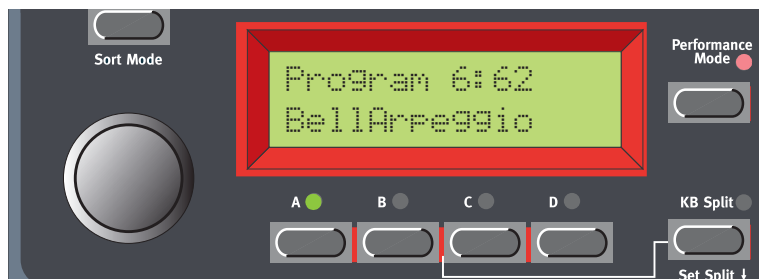 Sort Mode
Program 6:62
BellArpeggio
Performance
Mode
A
B
C
D
KB Split
Set Split ↓